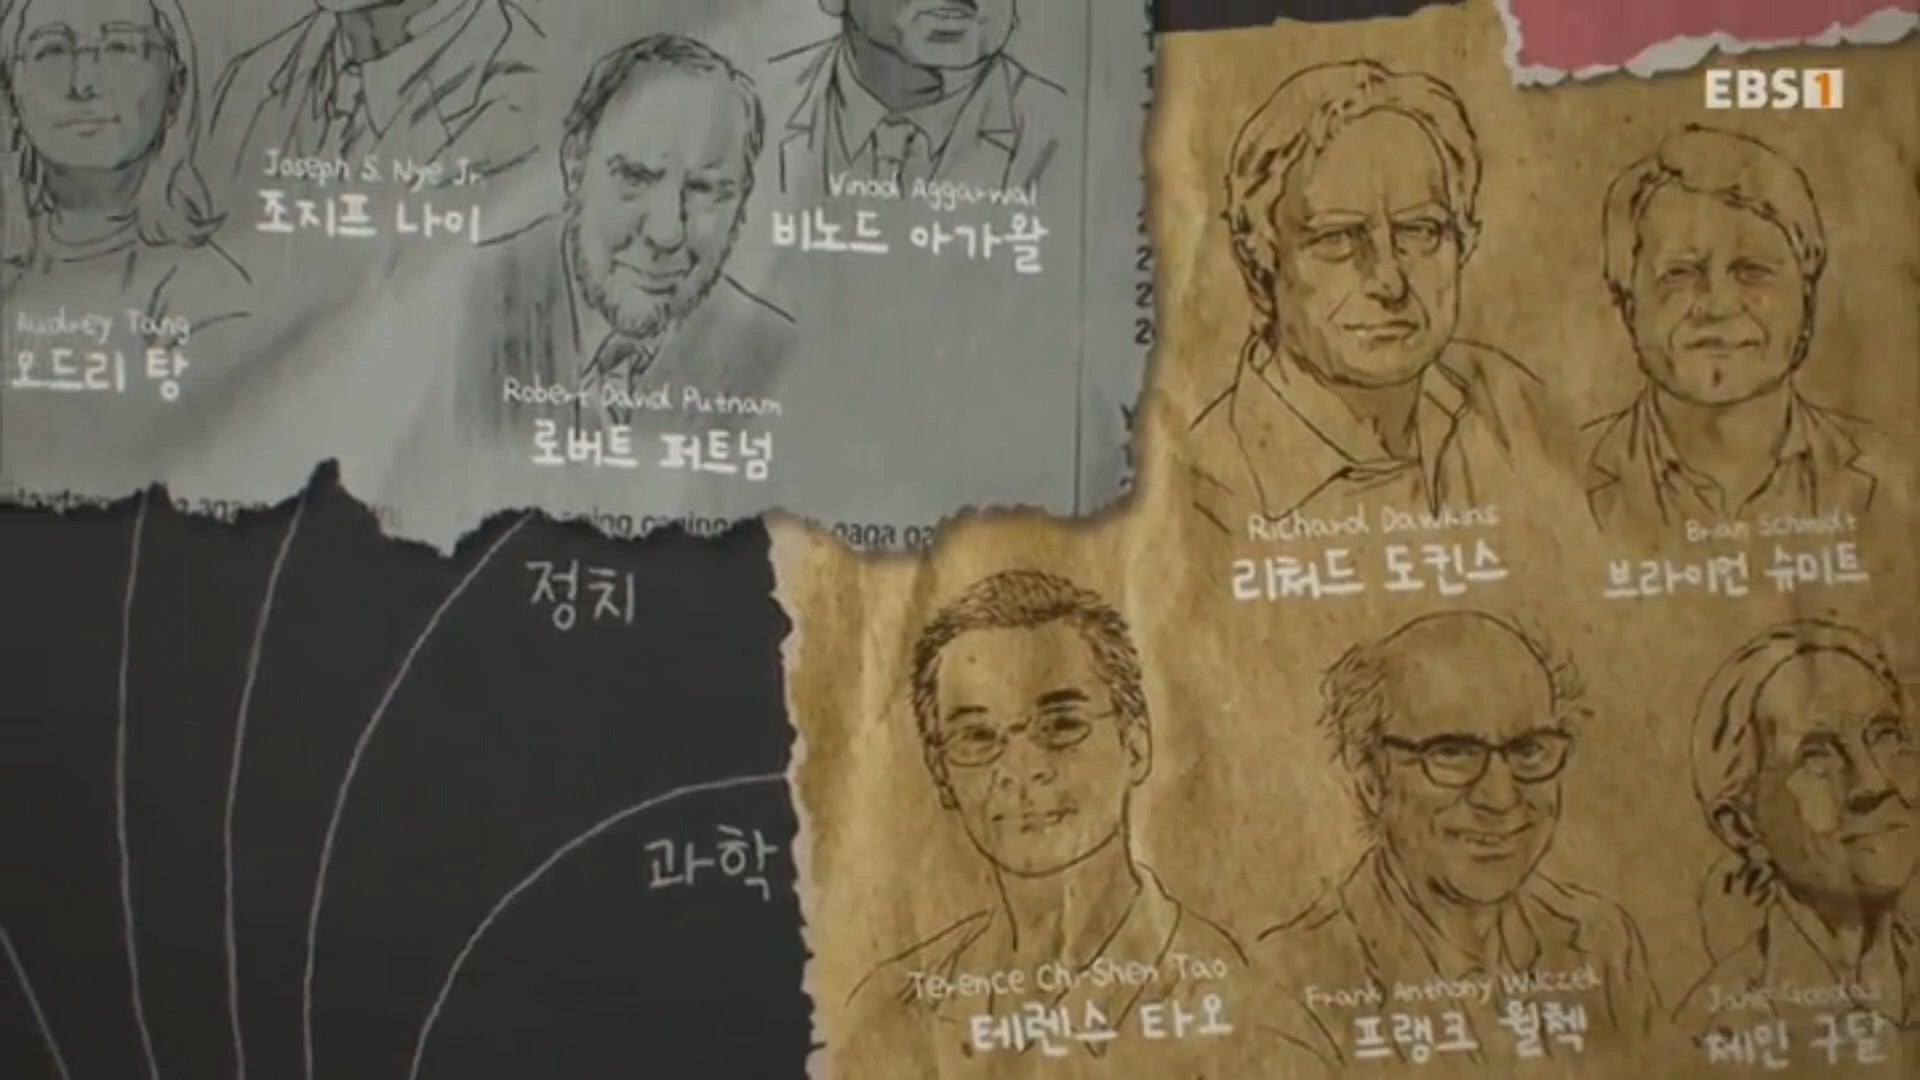 EBS1
Joseph S. Nye Jr.
조지프 나이
Vinod Aggarwal
비노드 아가왈
Audrey Tang
오드리 탕
Robert David Putnam
로버트 퍼트넘
정치
Richard Dawkins
리처드 도킨스
Brian Schmidt
브라이언 슈미트
과학
Terence Chi-Shen Tao
테렌스 타오
Frank Anthony Wilczek
프랭크 윌첵
Jane Goodall
제인 구달